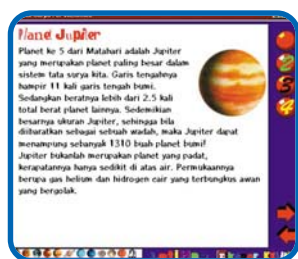 Planet Jupiter
Planet ke 5 dari Matahari adalah Jupiter
yang merupakan planet paling besar dalam
sistem tata surya kita. Garis tengahnya
hampir 11 kali garis tengah bumi.
Sedangkan beratnya lebih dari 2.5 kali
total berat planet lainnya. Sedemikian
besarnya ukuran Jupiter, sehingga bila
diibaratkan sebagai sebuah wadah, maka Jupiter dapat
menampung sebanyak 1310 buah planet bumi!
Jupiter bukanlah merupakan planet yang padat,
kerapatannya hanya sedikit di atas air. Permukaannya
berupa gas helium dan hidrogen cair yang terbungkus awan
yang bergolak.